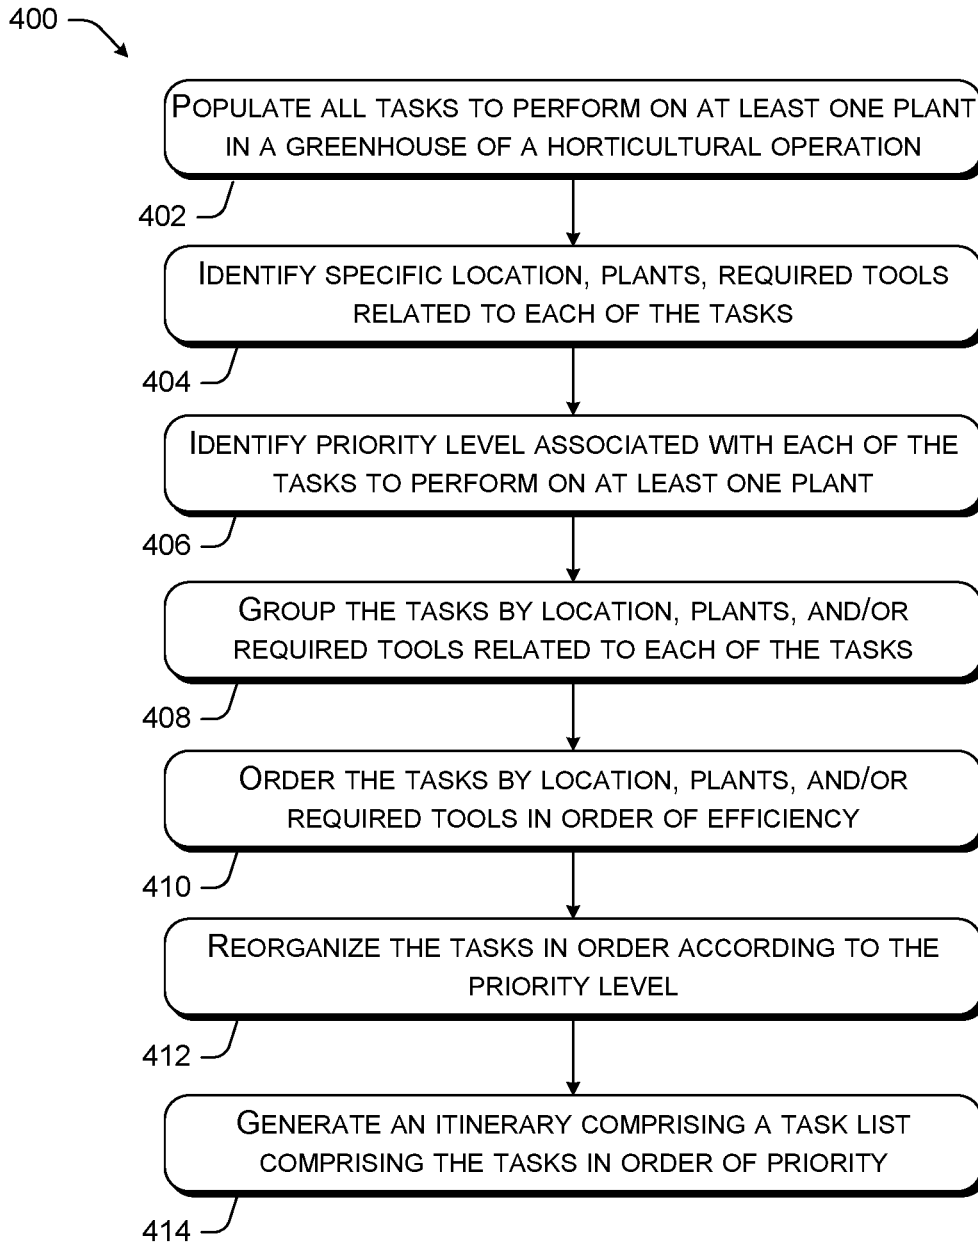 400
POPULATE ALL TASKS TO PERFORM ON AT LEAST ONE PLANT
IN A GREENHOUSE OF A HORTICULTURAL OPERATION
402
IDENTIFY SPECIFIC LOCATION, PLANTS, REQUIRED TOOLS
RELATED TO EACH OF THE TASKS
404
IDENTIFY PRIORITY LEVEL ASSOCIATED WITH EACH OF THE
TASKS TO PERFORM ON AT LEAST ONE PLANT
406
GROUP THE TASKS BY LOCATION, PLANTS, AND/OR
REQUIRED TOOLS RELATED TO EACH OF THE TASKS
408
ORDER THE TASKS BY LOCATION, PLANTS, AND/OR
REQUIRED TOOLS IN ORDER OF EFFICIENCY
410
REORGANIZE THE TASKS IN ORDER ACCORDING TO THE
PRIORITY LEVEL
412
GENERATE AN ITINERARY COMPRISING A TASK LIST
COMPRISING THE TASKS IN ORDER OF PRIORITY
414